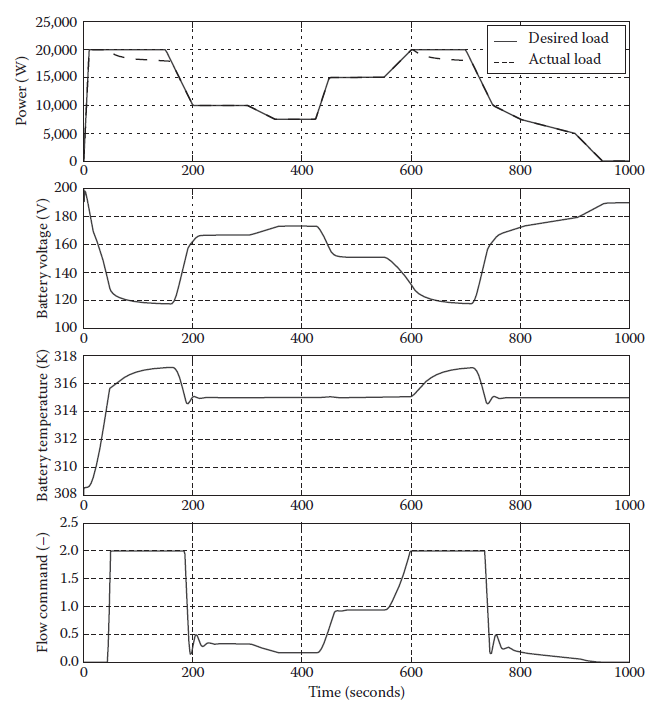 25,000
20,000
15,000
10,000
5,000
0
Power (W)
Desired load
Actual load
0 200 400 600 800 1000
200
180
160
140
120
100
Battery voltage (V)
0 200 400 600 800 1000
318
316
314
312
310
308
Battery temperature (K)
0 200 400 600 800 1000
2.5
2.0
1.5
1.0
0.5
0.0
Flow command (–)
0 200 400 600 800 1000
Time (seconds)